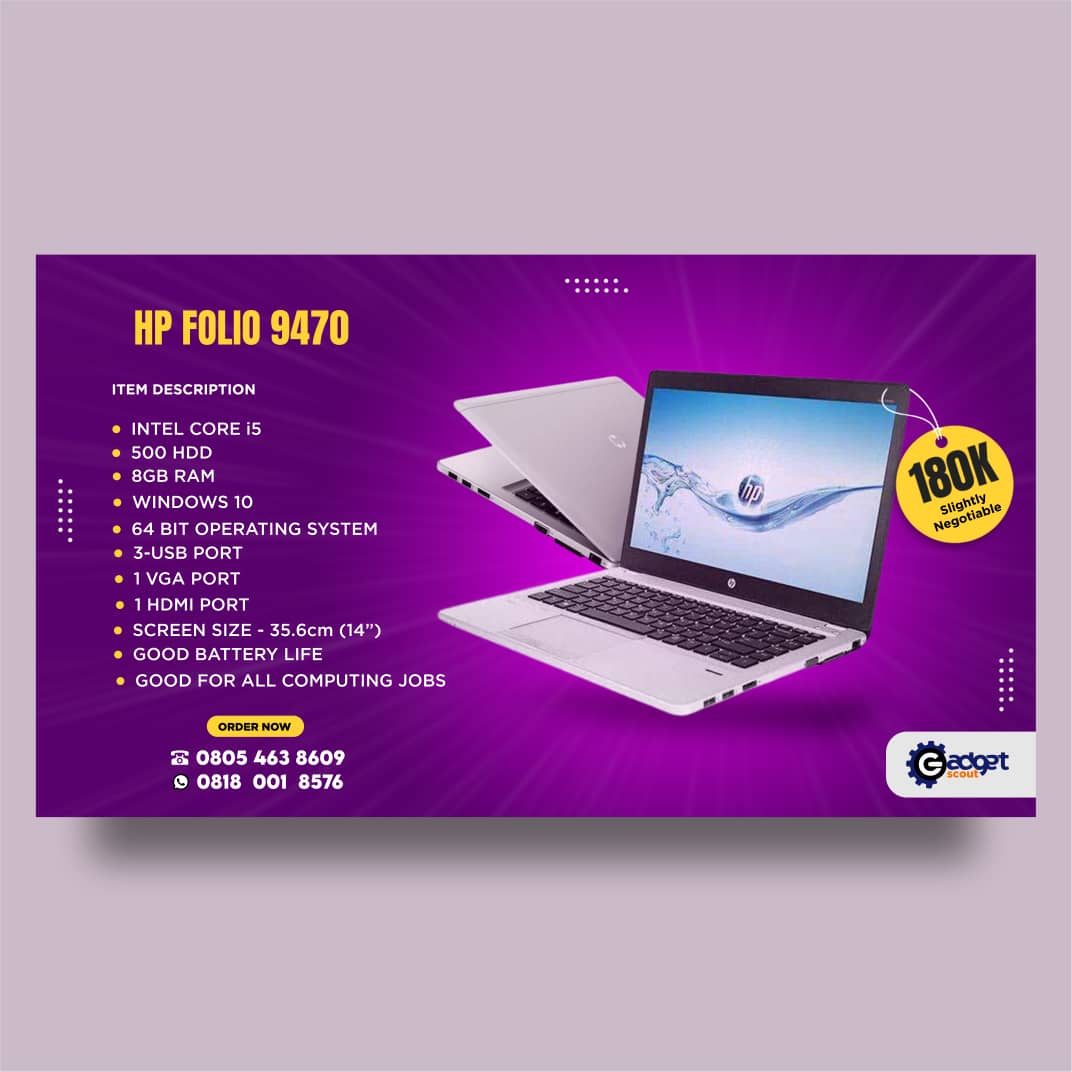 HP FOLIO 9470
ITEM DESCRIPTION
INTEL CORE i5
500 HDD
8GB RAM
WINDOWS 10
64 BIT OPERATING SYSTEM
3-USB PORT
1 VGA PORT
1 HDMI PORT
SCREEN SIZE - 35.6cm (14”)
GOOD BATTERY LIFE
GOOD FOR ALL COMPUTING JOBS
ORDER NOW
0805 463 8609
0818 001 8576
hp
180K
Slightly
Negotiable
Gadget
scout